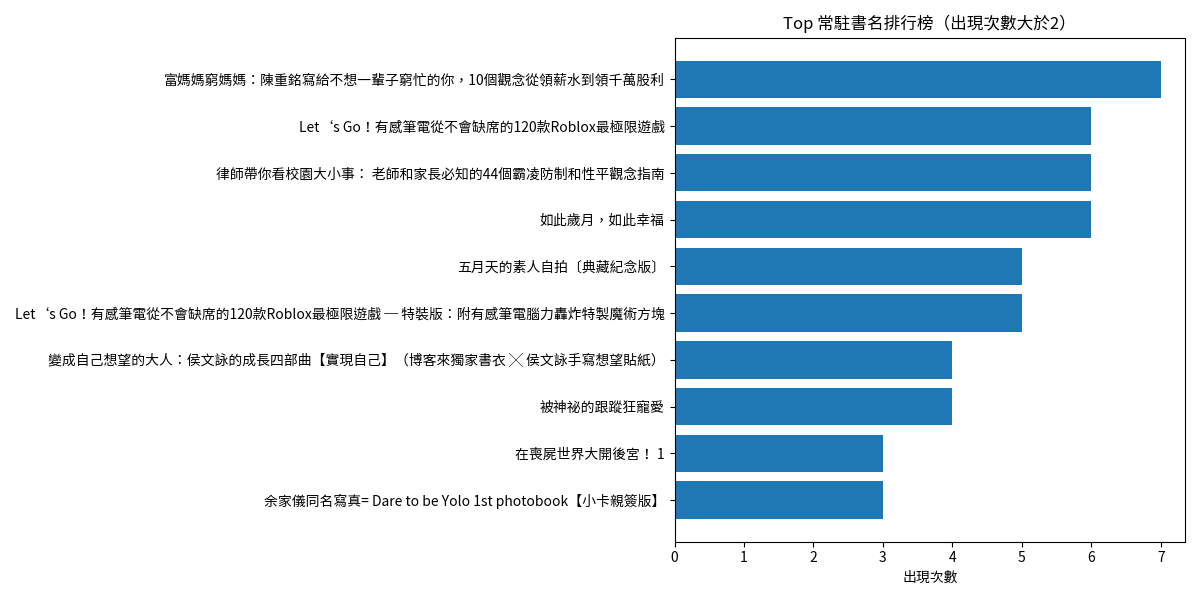 Top 常駐書名排行榜（出現次數大於2）
富媽媽窮媽媽：陳重銘寫給不想一輩子窮忙的你，10個觀念從領薪水到領千萬股利
Let‘s Go！有感筆電從不會缺席的120款Roblox最極限遊戲
律師帶你看校園大小事： 老師和家長必知的44個霸凌防制和性平觀念指南
如此歲月，如此幸福
五月天的素人自拍〔典藏紀念版〕
Let‘s Go！有感筆電從不會缺席的120款Roblox最極限遊戲 ─ 特裝版：附有感筆電腦力轟炸特製魔術方塊
變成自己想望的大人：侯文詠的成長四部曲【實現自己】（博客來獨家書衣 ╳ 侯文詠手寫想望貼紙）
被神祕的跟蹤狂寵愛
在喪屍世界大開後宮！ 1
余家儀同名寫真= Dare to be Yolo 1st photobook【小卡親簽版】
0 1 2 3 4 5 6 7
出現次數